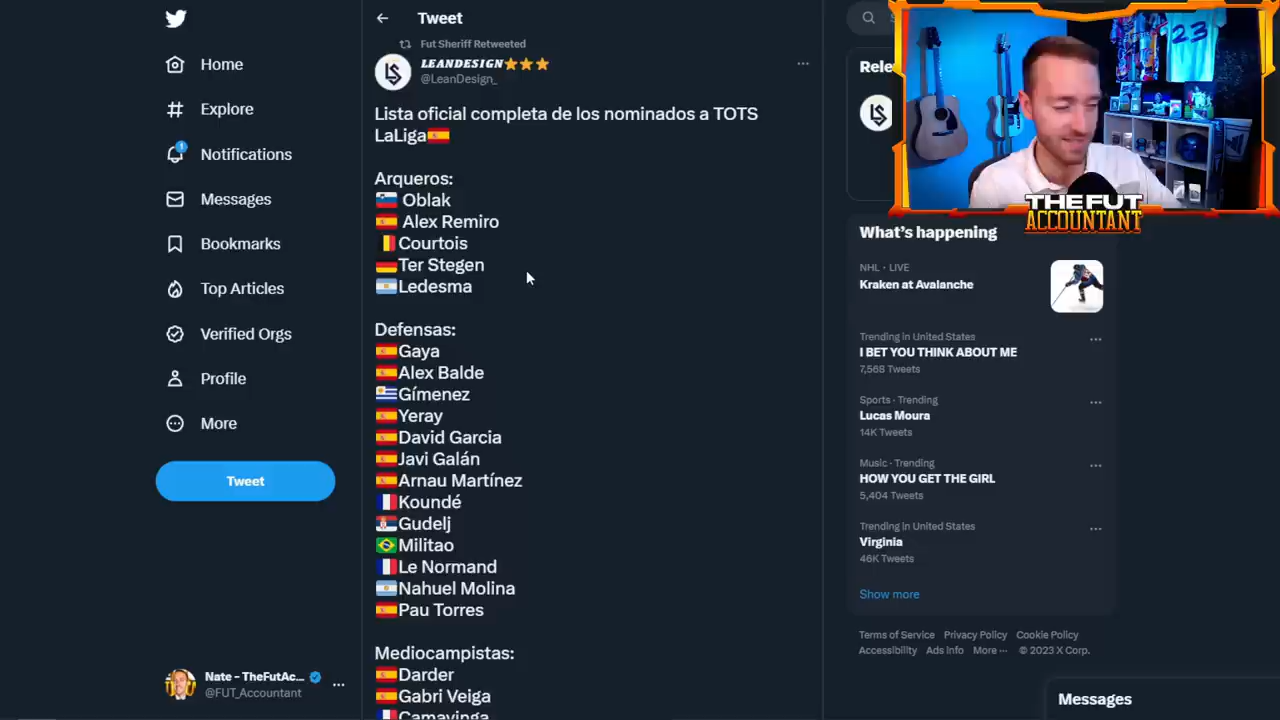 Home
Explore
1
Notifications
Messages
Bookmarks
Top Articles
Verified Orgs
Profile
More
Tweet
Nate - TheFutAc...
@FUT_Accountant
Tweet
Fut Sheriff Retweeted
LEANDESIGN
@LeanDesign_
Lista oficial completa de los nominados a TOTS
LaLiga
Arqueros:
Oblak
Alex Remiro
Courtois
Ter Stegen
Ledesma
Defensas:
Gaya
Alex Balde
Gímenez
Yeray
David Garcia
Javi Galán
Arnau Martínez
Koundé
Gudelj
Militao
Le Normand
Nahuel Molina
Pau Torres
Mediocampistas:
Darder
Gabri Veiga
Camavinga
Rele
23
THE FUT
ACCOUNTANT
What's happening
NHL · LIVE
Kraken at Avalanche
Trending in United States
I BET YOU THINK ABOUT ME
7,568 Tweets
Sports · Trending
Lucas Moura
14K Tweets
Music · Trending
HOW YOU GET THE GIRL
5,404 Tweets
Trending in United States
Virginia
46K Tweets
Show more
Terms of Service Privacy Policy Cookie Policy
Accessibility Ads Info More ··· © 2023 X Corp.
Messages